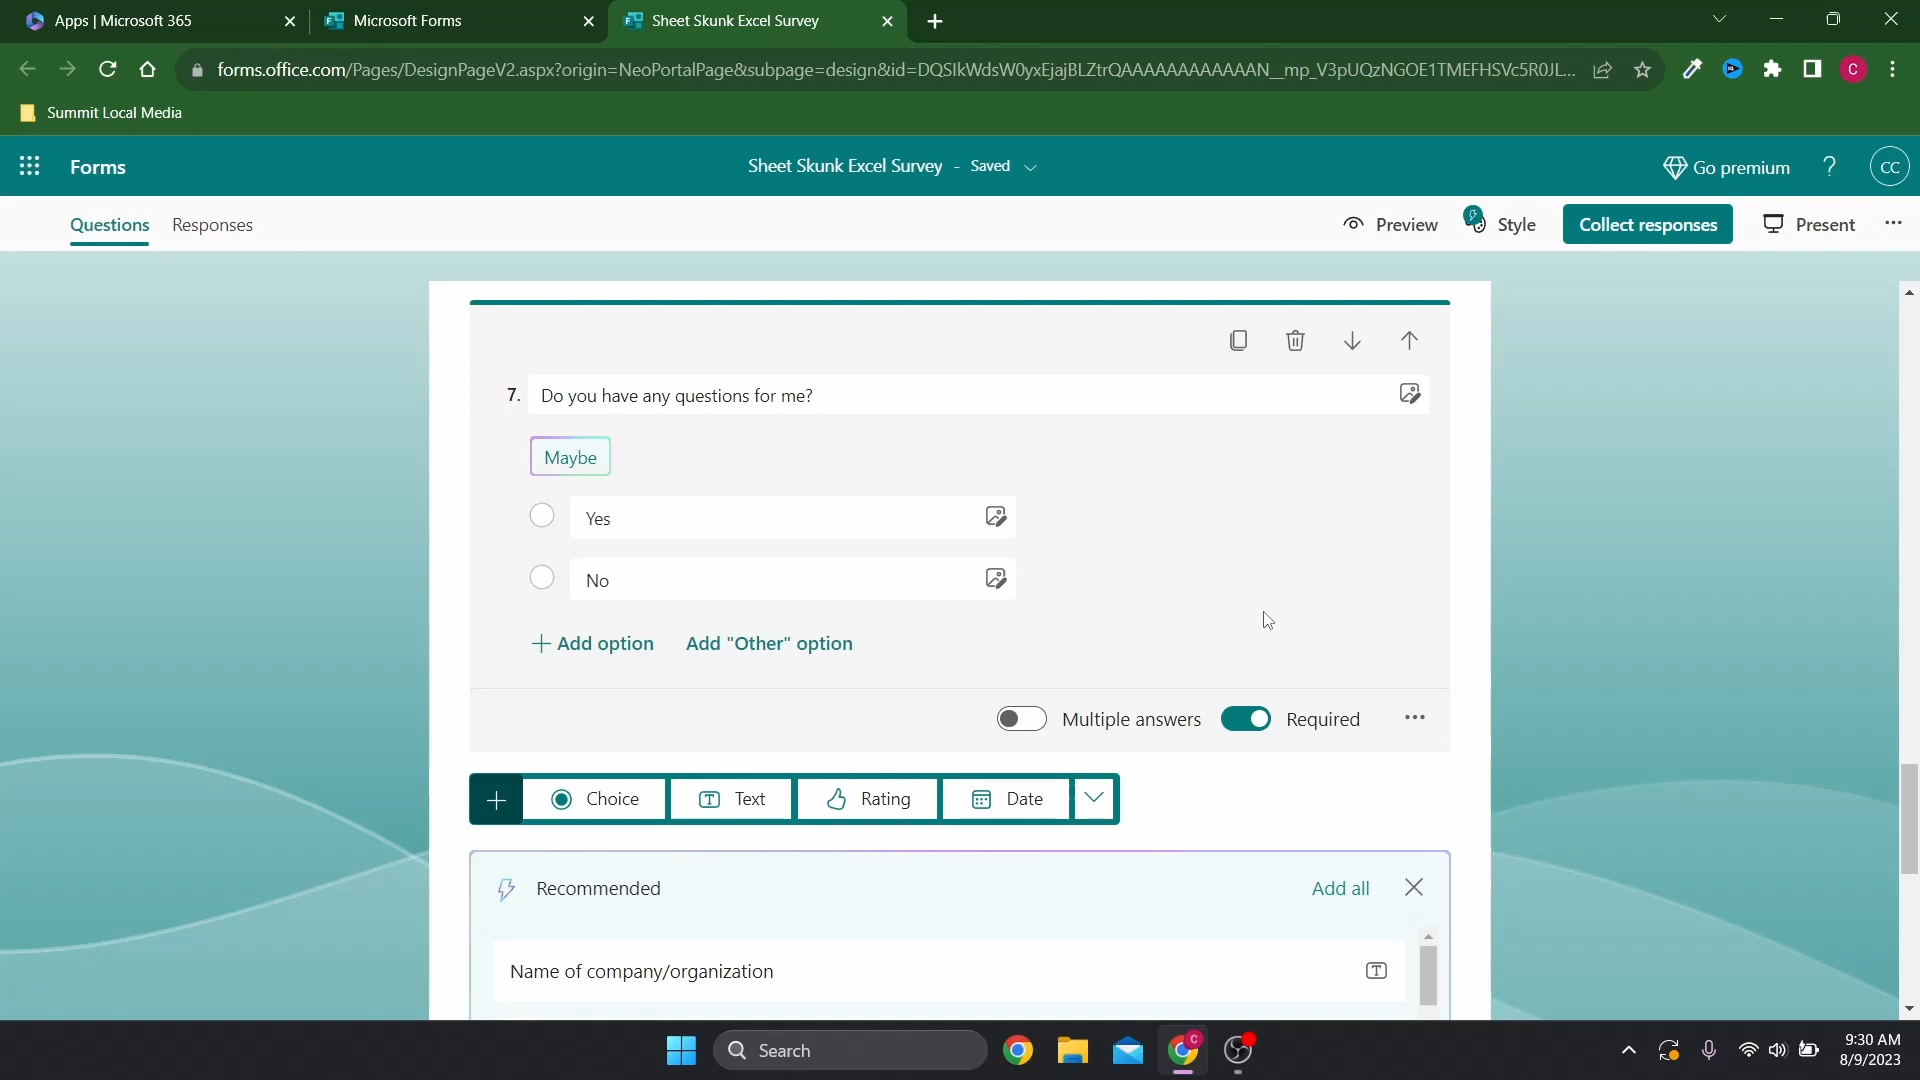 Apps | Microsoft 365
Microsoft Forms
Sheet Skunk Excel Survey
forms.office.com/Pages/DesignPageV2.aspx?origin=NeoPortalPage&subpage=design&id=DQSIkWdsW0yxEjajBLZtrQAAAAAAAAAAAAN__mp_V3pUQzNGOE1TMEFHSVc5R0JL...
C
Summit Local Media
Forms
Sheet Skunk Excel Survey - Saved
Go premium
?
CC
Questions
Responses
Preview
Style
Collect responses
Present
7. Do you have any questions for me?
Maybe
Yes
No
Add option
Add "Other" option
Multiple answers
Required
Choice
Text
Rating
Date
Recommended
Add all
Name of company/organization
Search
9:30 AM
8/9/2023